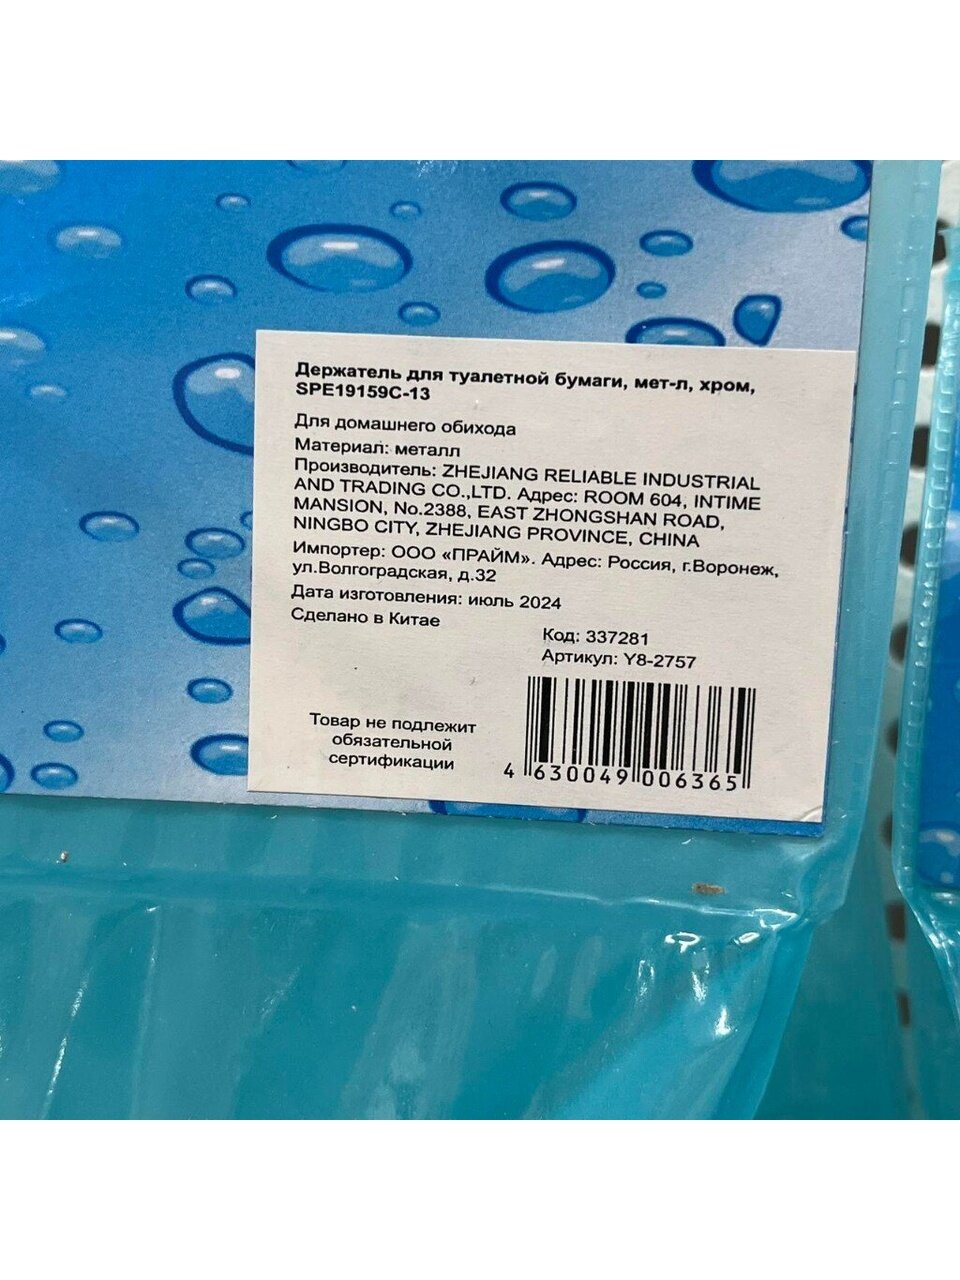 Держатель для туалетной бумаги, мет-л, хром,
SPE19159C-13
Для домашнего обихода
Материал: металл
Производитель: ZHEJIANG RELIABLE INDUSTRIAL
AND TRADING CO.,LTD. Адрес: ROOM 604, INTIME
MANSION, No.2388, EAST ZHONGSHAN ROAD,
NINGBO CITY, ZHEJIANG PROVINCE, CHINA
Импортер: ООО «ПРАЙМ». Адрес: Россия, г.Воронеж,
ул.Волгоградская, д.32
Дата изготовления: июль 2024
Сделано в Китае
Код: 337281
Артикул: Y8-2757
Товар не подлежит
обязательной
сертификации
4 630049 006365